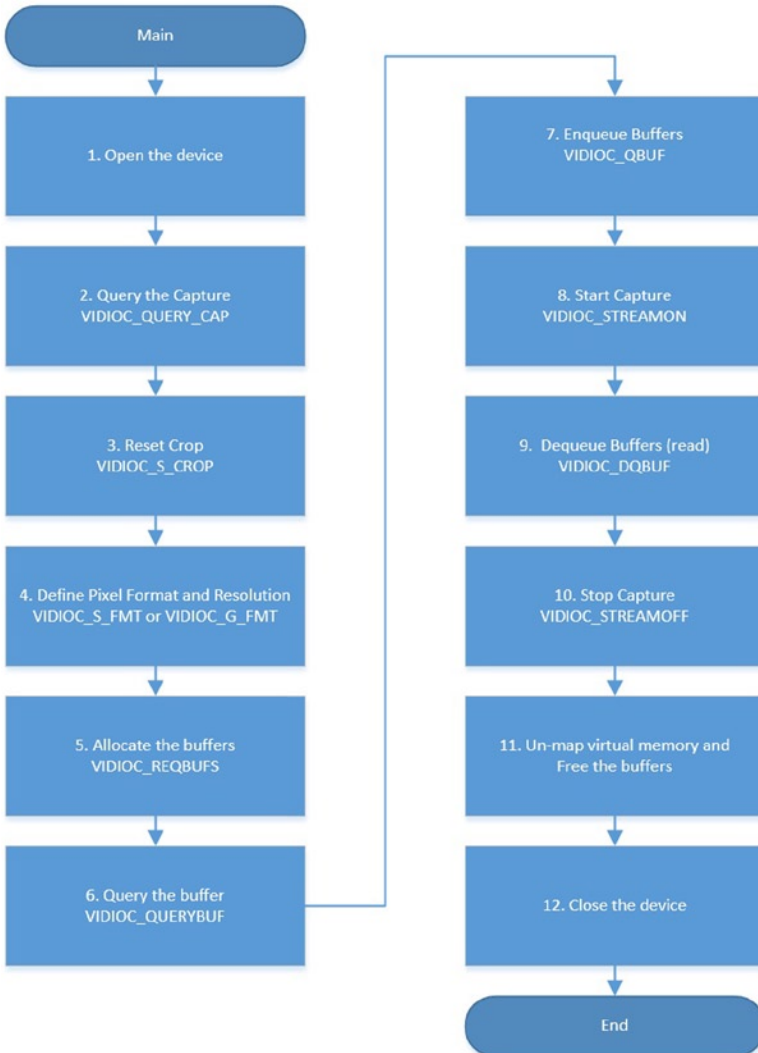 Main
1. Open the device
2. Query the Capture
VIDIOC_QUERY_CAP
3. Reset Crop
VIDIOC_S_CROP
4. Define Pixel Format and Resolution
VIDIOC_S_FMT or VIDIOC_G_FMT
5. Allocate the buffers
VIDIOC_REQBUFS
6. Query the buffer
VIDIOC_QUERYBUF
7. Enqueue Buffers
VIDIOC_QBUF
8. Start Capture
VIDIOC_STREAMON
9. Dequeue Buffers (read)
VIDIOC_DQBUF
10. Stop Capture
VIDIOC_STREAMOFF
11. Un-map virtual memory and
Free the buffers
12. Close the device
End